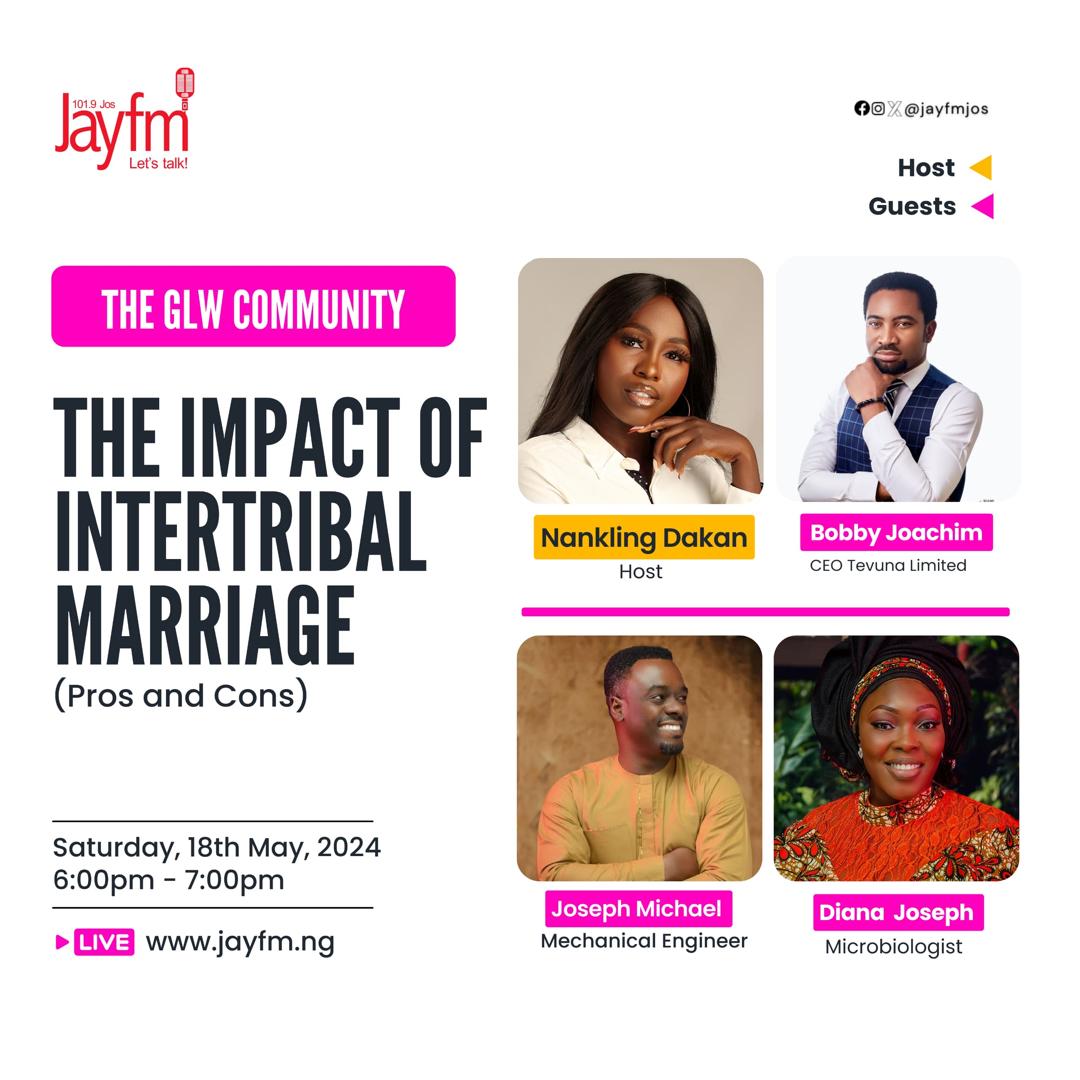 101.9 Jos
Jayfm
Let's talk!
@jayfmjos
Host
Guests
THE GLW COMMUNITY
THE IMPACT OF
INTERTRIBAL
MARRIAGE
(Pros and Cons)
Saturday, 18th May, 2024
6:00pm - 7:00pm
LIVE www.jayfm.ng
Nankling Dakan
Host
Bobby Joachim
CEO Tevuna Limited
Joseph Michael
Mechanical Engineer
Diana Joseph
Microbiologist